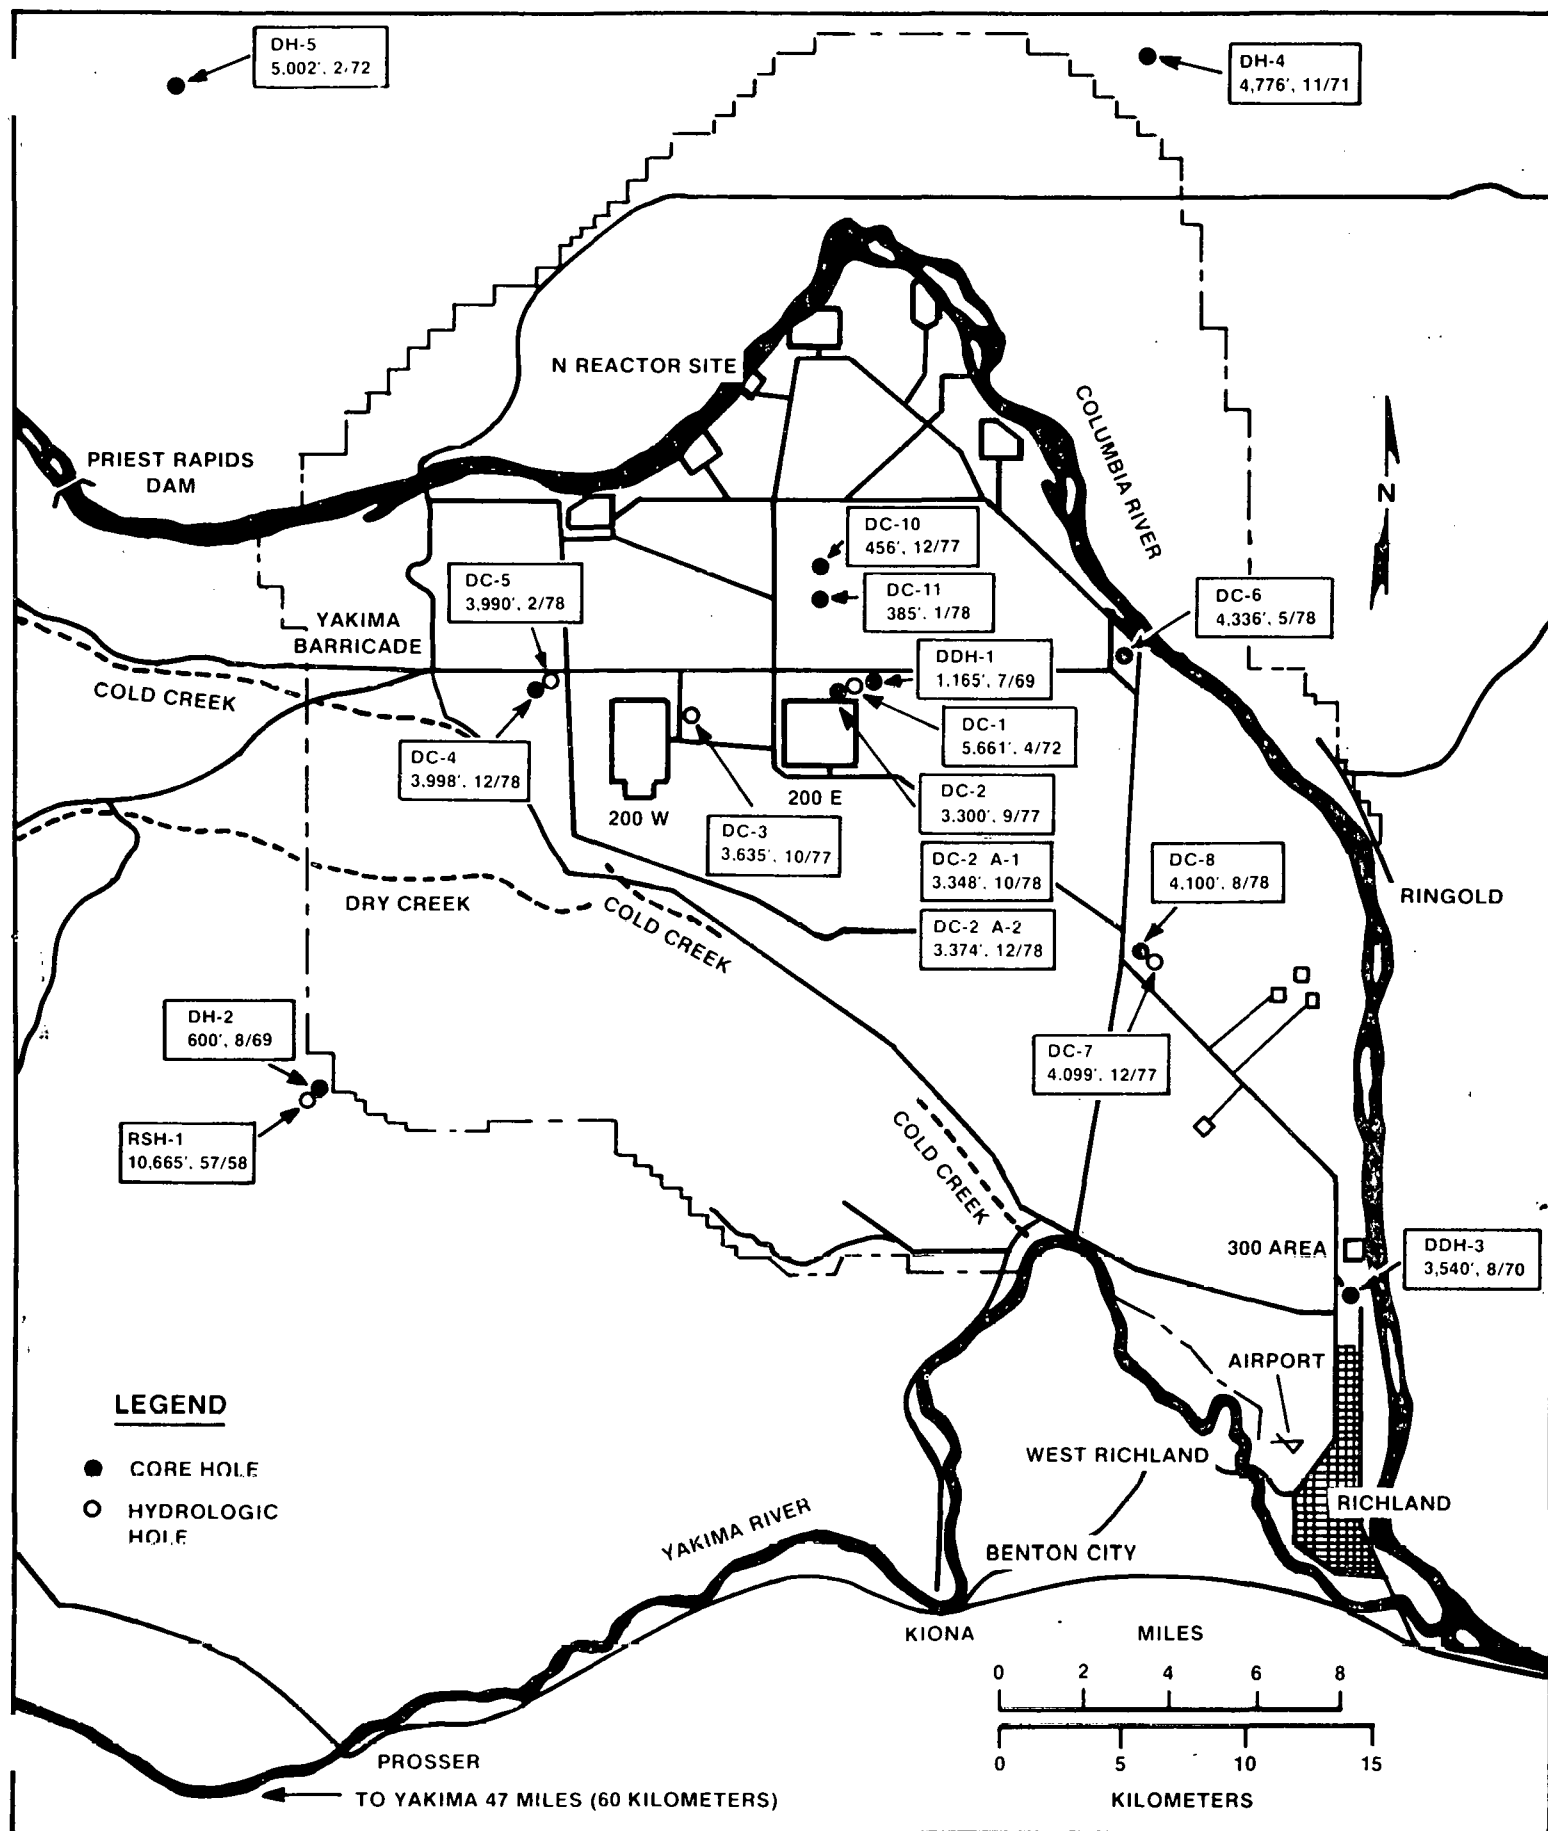 DH-5
5.002', 2/72
DH-4
4,776', 11/71
N REACTOR SITE
COLUMBIA RIVER
PRIEST RAPIDS
DAM
N
DC-10
456', 12/77
DC-11
385', 1/78
DC-5
3,990', 2/78
DC-6
4,336', 5/78
YAKIMA
BARRICADE
COLD CREEK
DDH-1
1.165', 7/69
DC-1
5.661', 4/72
DC-4
3.998', 12/78
DC-2
3.300', 9/77
200 W
200 E
DC-3
3.635', 10/77
DC-2 A-1
3.348', 10/78
DC-8
4.100', 8/78
DRY CREEK
COLD CREEK
RINGOLD
DC-2 A-2
3.374', 12/78
DH-2
600', 8/69
DC-7
4.099', 12/77
RSH-1
10,665', 57/58
COLD CREEK
300 AREA
DDH-3
3,540', 8/70
AIRPORT
LEGEND
CORE HOLE
HYDROLOGIC
HOLE
WEST RICHLAND
RICHLAND
YAKIMA RIVER
BENTON CITY
KIONA
MILES
0 2 4 6 8
0 5 10 15
KILOMETERS
PROSSER
TO YAKIMA 47 MILES (60 KILOMETERS)